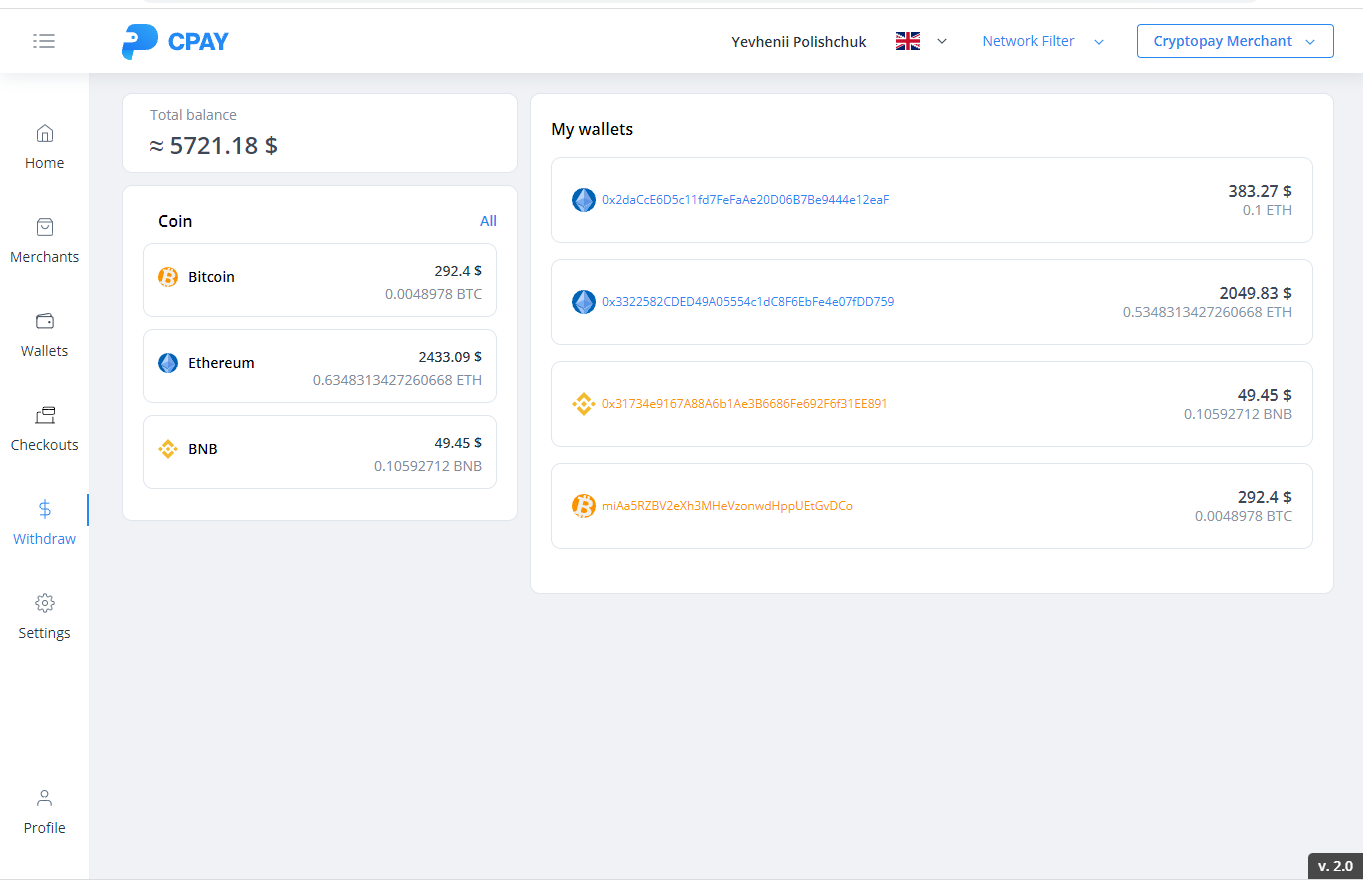 CPAY
Yevhenii Polishchuk
Network Filter
Cryptopay Merchant
Home
Merchants
Wallets
Checkouts
Withdraw
Settings
Profile
Total balance
≈ 5721.18 $
Coin
All
Bitcoin
292.4 $
0.0048978 BTC
Ethereum
2433.09 $
0.6348313427260668 ETH
BNB
49.45 $
0.10592712 BNB
My wallets
0x2daCcE6D5c11fd7FeFaAe20D06B7Be9444e12eaF
383.27 $
0.1 ETH
0x3322582CDED49A05554c1dC8F6EbFe4e07fDD759
2049.83 $
0.5348313427260668 ETH
0x31734e9167A88A6b1Ae3B6686Fe692F6f31EE891
49.45 $
0.10592712 BNB
miAa5RZBV2eXh3MHeVzonwdHppUEtGvDCo
292.4 $
0.0048978 BTC
v. 2.0